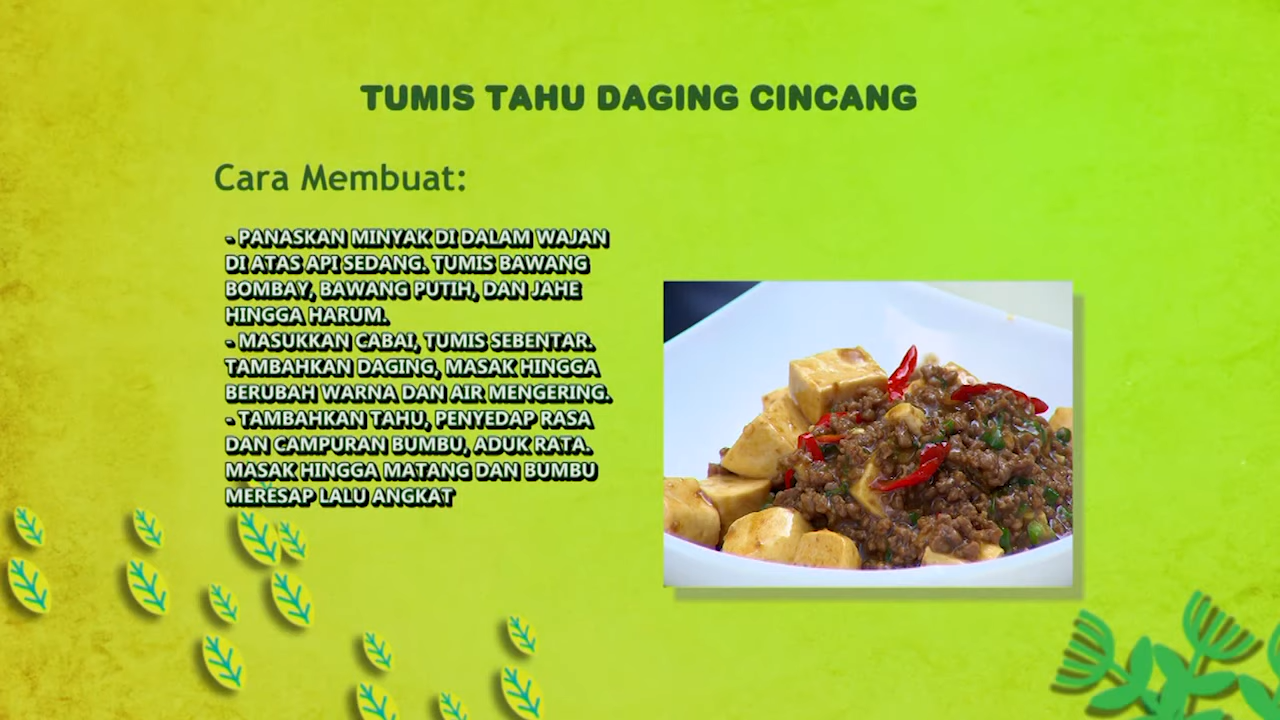 TUMIS TAHU DAGING CINCANG
Cara Membuat:
- PANASKAN MINYAK DI DALAM WAJAN
DI ATAS API SEDANG. TUMIS BAWANG
BOMBAY, BAWANG PUTIH, DAN JAHE
HINGGA HARUM.
- MASUKKAN CABAI, TUMIS SEBENTAR.
TAMBAHKAN DAGING, MASAK HINGGA
BERUBAH WARNA DAN AIR MENGERING.
- TAMBAHKAN TAHU, PENYEDAP RASA
DAN CAMPURAN BUMBU, ADUK RATA.
MASAK HINGGA MATANG DAN BUMBU
MERESAP LALU ANGKAT